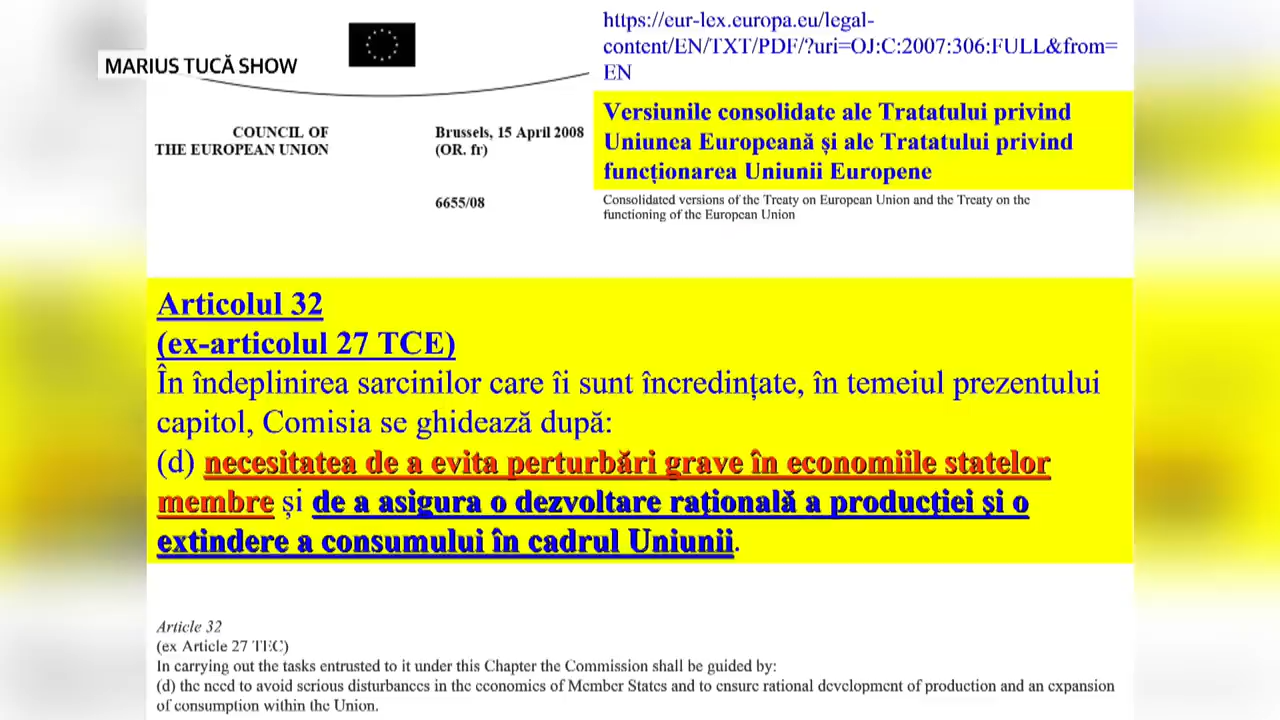 MARIUS TUCĂ SHOW
COUNCIL OF
THE EUROPEAN UNION
Brussels, 15 April 2008
(OR. fr)
6655/08
https://eur-lex.europa.eu/legal-
content/EN/TXT/PDF/?uri=OJ:C:2007:306:FULL&from=
EN
Versiunile consolidate ale Tratatului privind
Uniunea Europeană și ale Tratatului privind
funcționarea Uniunii Europene
Consolidated versions of the Treaty on European Union and the Treaty on the
functioning of the European Union
Articolul 32
(ex-articolul 27 TCE)
În îndeplinirea sarcinilor care îi sunt încredințate, în temeiul prezentului
capitol, Comisia se ghidează după:
(d) necesitatea de a evita perturbări grave în economiile statelor
membre și de a asigura o dezvoltare rațională a producției și o
extindere a consumului în cadrul Uniunii.
Article 32
(ex Article 27 TEC)
In carrying out the tasks entrusted to it under this Chapter the Commission shall be guided by:
(d) the need to avoid serious disturbances in the economies of Member States and to ensure rational development of production and an expansion
of consumption within the Union.